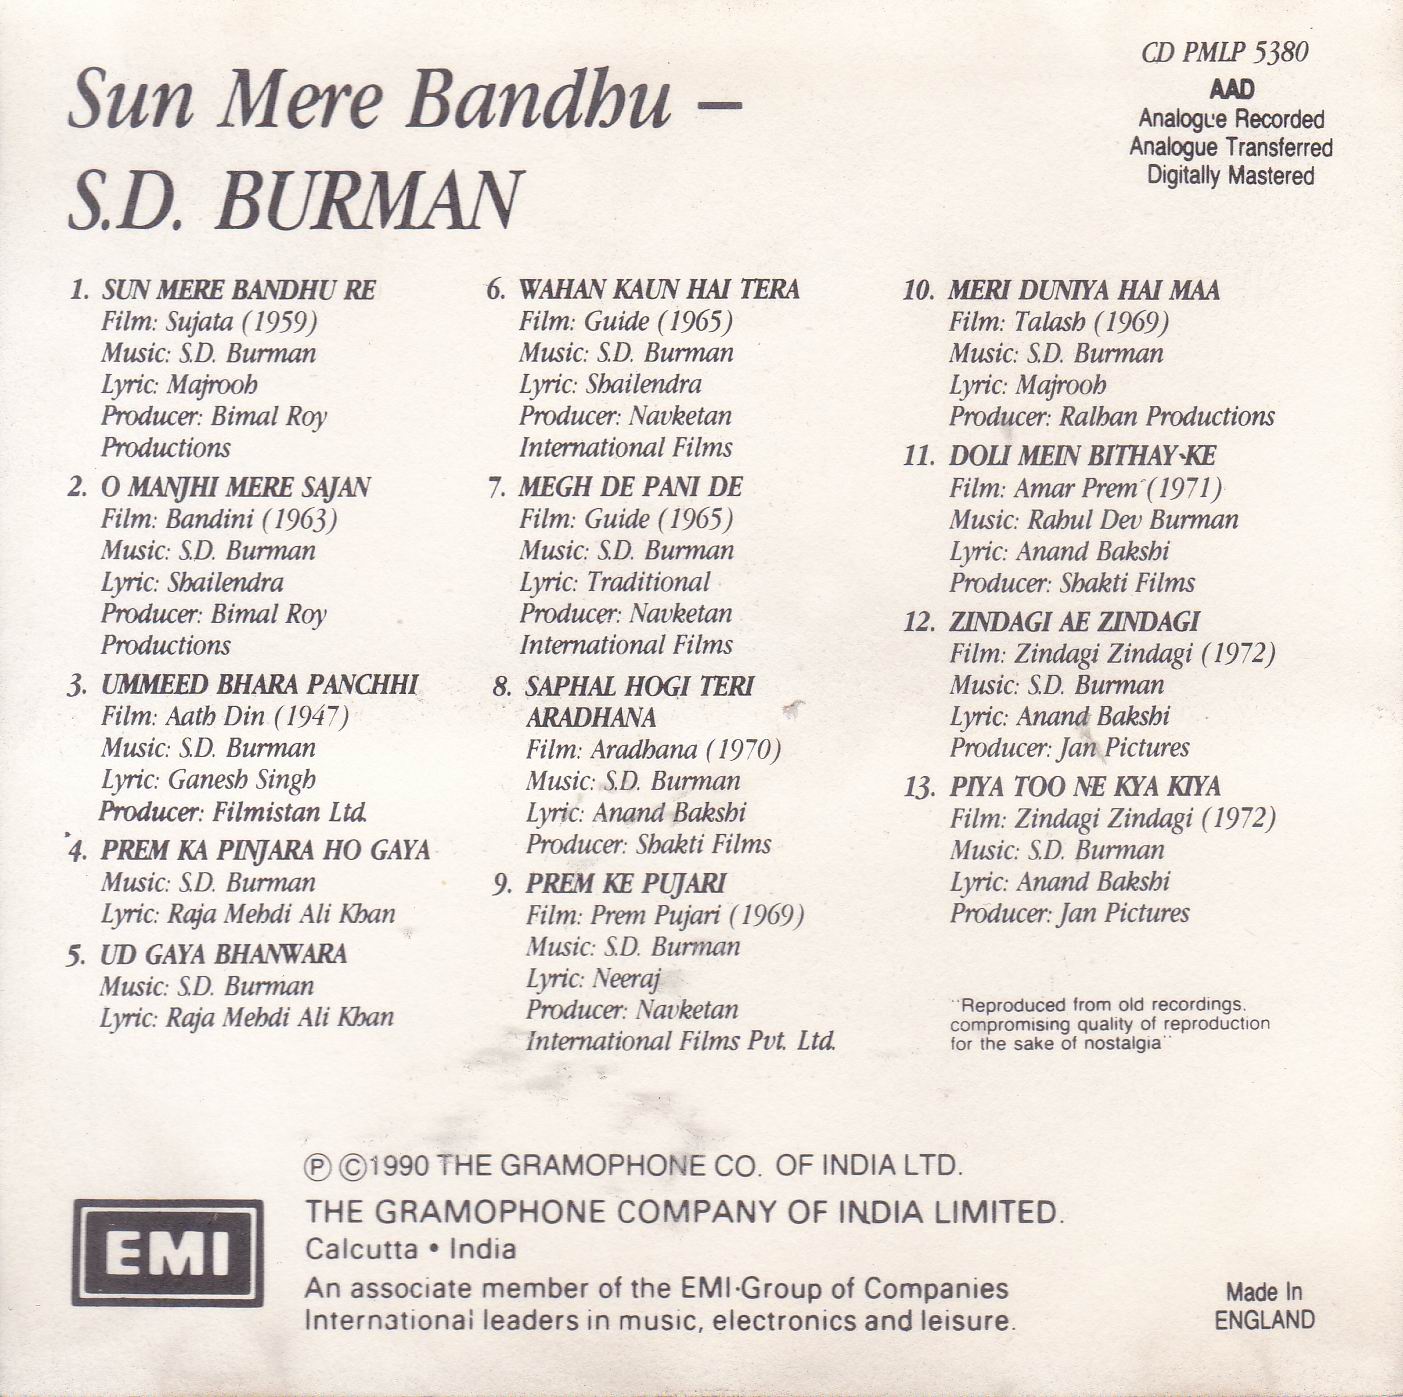 Sun Mere Bandhu –
S.D. BURMAN
CD PMLP 5380
AAD
Analogue Recorded
Analogue Transferred
Digitally Mastered
1. SUN MERE BANDHU RE
Film: Sujata (1959)
Music: S.D. Burman
Lyric: Majrooh
Producer: Bimal Roy
Productions
2. O MANJHI MERE SAJAN
Film: Bandini (1963)
Music: S.D. Burman
Lyric: Shailendra
Producer: Bimal Roy
Productions
3. UMMEED BHARA PANCHHI
Film: Aath Din (1947)
Music: S.D. Burman
Lyric: Ganesh Singh
Producer: Filmistan Ltd.
4. PREM KA PINJARA HO GAYA
Music: S.D. Burman
Lyric: Raja Mehdi Ali Khan
5. UD GAYA BHANWARA
Music: S.D. Burman
Lyric: Raja Mehdi Ali Khan
6. WAHAN KAUN HAI TERA
Film: Guide (1965)
Music: S.D. Burman
Lyric: Shailendra
Producer: Navketan
International Films
7. MEGH DE PANI DE
Film: Guide (1965)
Music: S.D. Burman
Lyric: Traditional
Producer: Navketan
International Films
8. SAPHAL HOGI TERI
ARADHANA
Film: Aradhana (1970)
Music: S.D. Burman
Lyric: Anand Bakshi
Producer: Shakti Films
9. PREM KE PUJARI
Film: Prem Pujari (1969)
Music: S.D. Burman
Lyric: Neeraj
Producer: Navketan
International Films Pvt. Ltd.
10. MERI DUNIYA HAI MAA
Film: Talash (1969)
Music: S.D. Burman
Lyric: Majrooh
Producer: Ralhan Productions
11. DOLI MEIN BITHAY-KE
Film: Amar Prem (1971)
Music: Rahul Dev Burman
Lyric: Anand Bakshi
Producer: Shakti Films
12. ZINDAGI AE ZINDAGI
Film: Zindagi Zindagi (1972)
Music: S.D. Burman
Lyric: Anand Bakshi
Producer: Jan Pictures
13. PIYA TOO NE KYA KIYA
Film: Zindagi Zindagi (1972)
Music: S.D. Burman
Lyric: Anand Bakshi
Producer: Jan Pictures
"Reproduced from old recordings.
compromising quality of reproduction
for the sake of nostalgia"
℗ ©1990 THE GRAMOPHONE CO. OF INDIA LTD.
THE GRAMOPHONE COMPANY OF INDIA LIMITED.
Calcutta • India
An associate member of the EMI-Group of Companies
International leaders in music, electronics and leisure.
EMI
Made In
ENGLAND